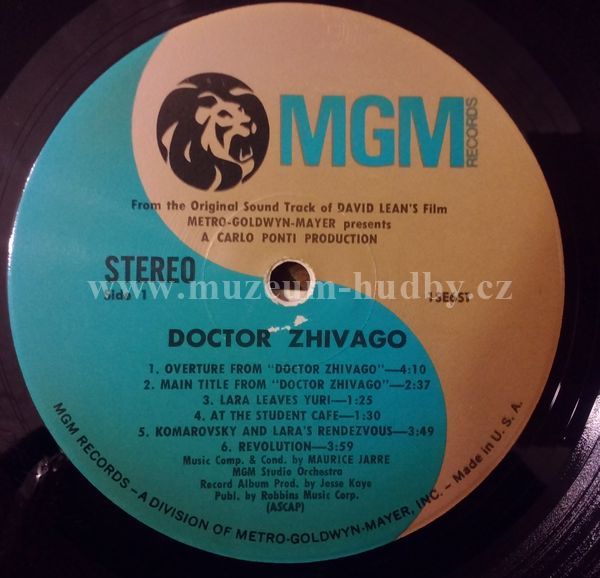 MGM
RECORDS
From the Original Sound Track of DAVID LEAN'S Film
METRO-GOLDWYN-MAYER presents
A CARLO PONTI PRODUCTION
STEREO
Side 1
www.muzeum-hudby.cz
DOCTOR ZHIVAGO
1. OVERTURE FROM "DOCTOR ZHIVAGO"—4:10
2. MAIN TITLE FROM "DOCTOR ZHIVAGO"—2:37
3. LARA LEAVES YURI—1:25
4. AT THE STUDENT CAFE—1:30
5. KOMAROVSKY AND LARA'S RENDEZVOUS—3:49
6. REVOLUTION—3:59
Music Comp. & Cond. by MAURICE JARRE
MGM Studio Orchestra
Record Album Prod. by Jesse Kaye
Publ. by Robbins Music Corp.
(ASCAP)
MGM RECORDS – A DIVISION OF METRO-GOLDWYN-MAYER, INC. – Made in U. S. A.